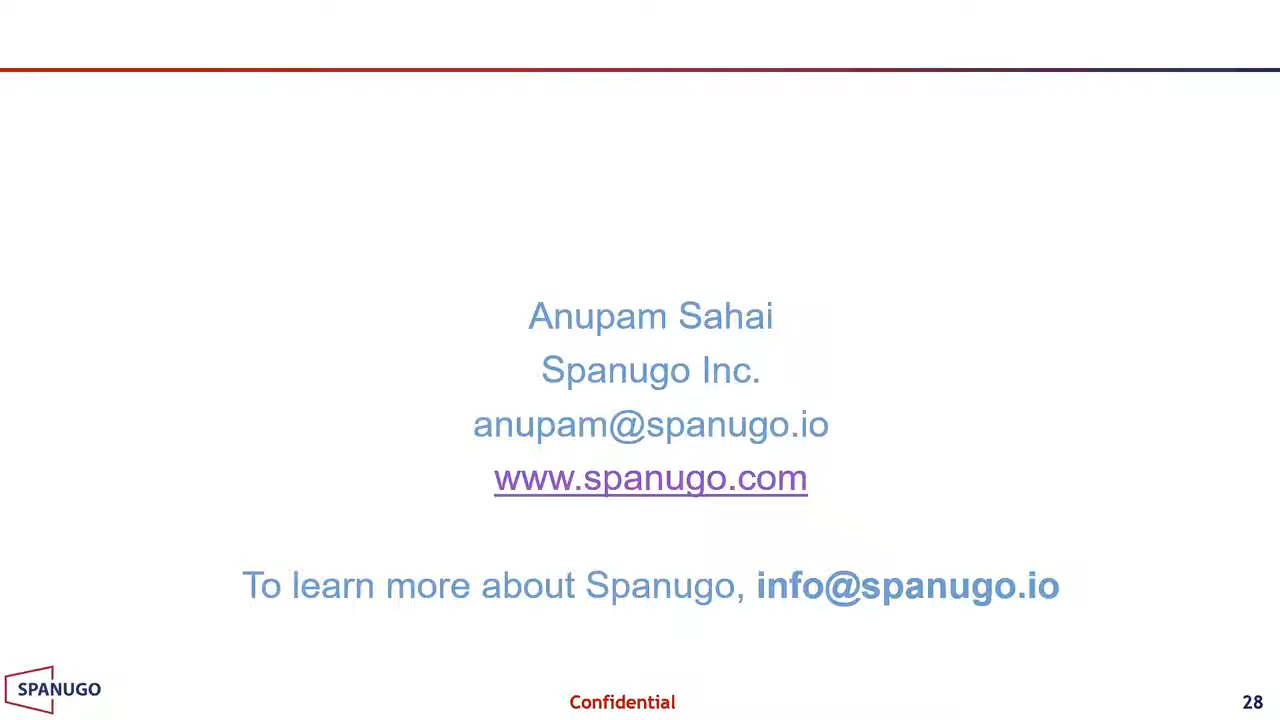 Anupam Sahai
Spanugo Inc.
anupam@spanugo.io
www.spanugo.com
To learn more about Spanugo, info@spanugo.io
SPANUGO
Confidential
28